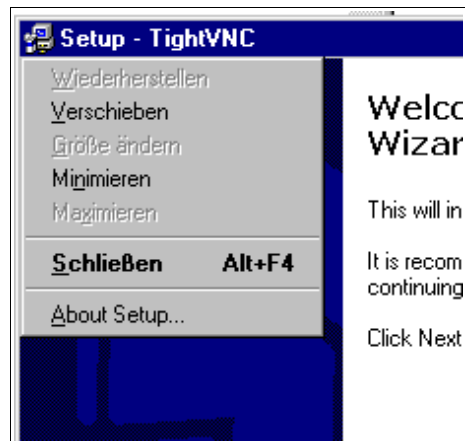 Setup - TightVNC
Wiederherstellen
Verschieben
Größe ändern
Minimieren
Maximieren
Schließen Alt+F4
About Setup...
Welco
Wizar
This will in
It is recom
continuing
Click Next